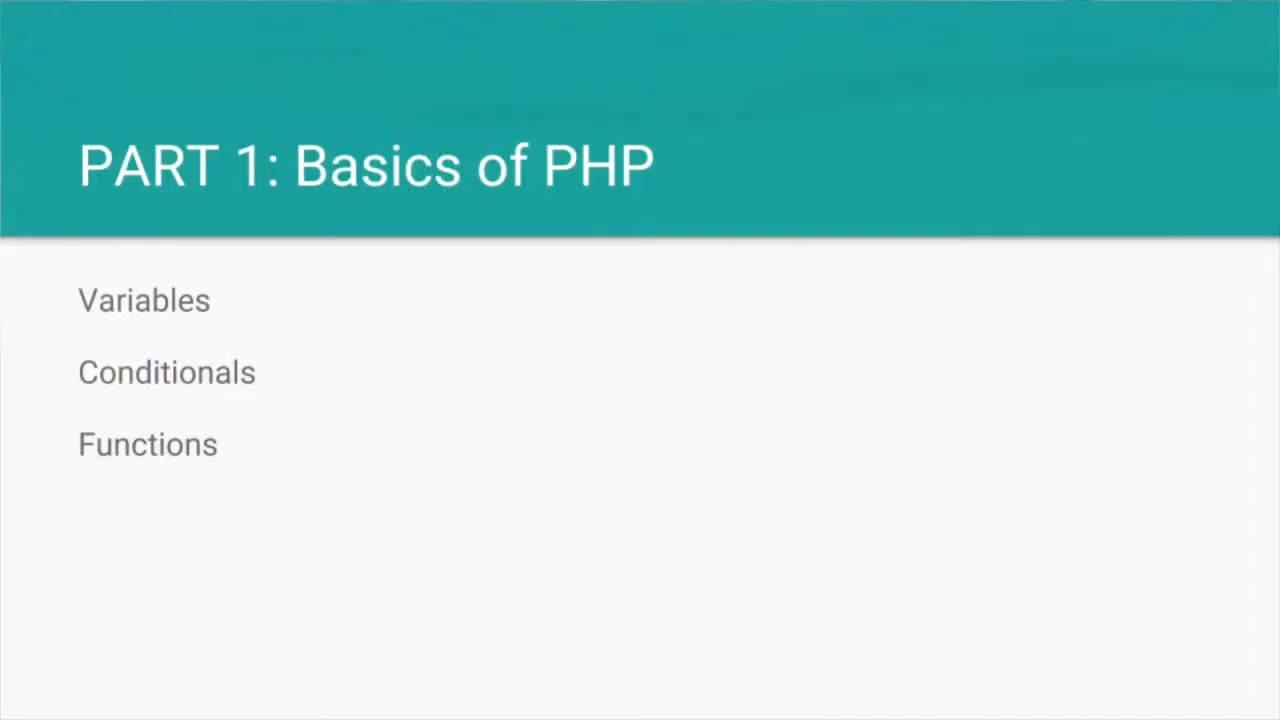 PART 1: Basics of PHP
Variables
Conditionals
Functions